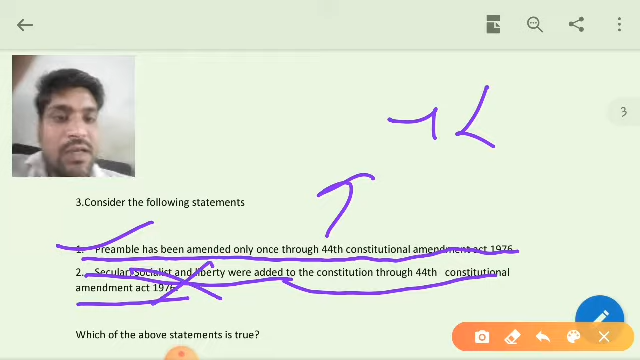 3
3.Consider the following statements
1. Preamble has been amended only once through 44th constitutional amendment act 1976
2. Secular, Socialist and liberty were added to the constitution through 44th constitutional
amendment act 1976.
Which of the above statements is true?